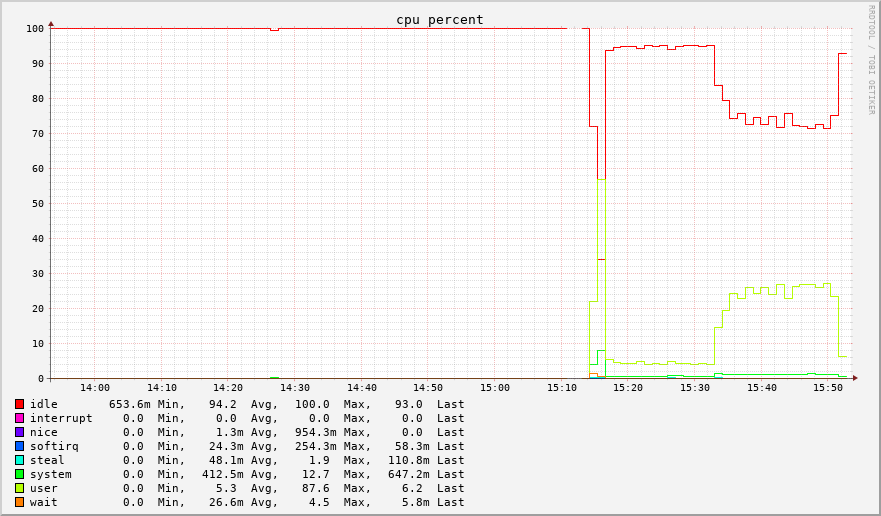 cpu percent
RRDTOOL / TOBI OETIKER
100
90
80
70
60
50
40
30
20
10
0
14:00 14:10 14:20 14:30 14:40 14:50 15:00 15:10 15:20 15:30 15:40 15:50
idle 653.6m Min, 94.2 Avg, 100.0 Max, 93.0 Last
interrupt 0.0 Min, 0.0 Avg, 0.0 Max, 0.0 Last
nice 0.0 Min, 1.3m Avg, 954.3m Max, 0.0 Last
softirq 0.0 Min, 24.3m Avg, 254.3m Max, 58.3m Last
steal 0.0 Min, 48.1m Avg, 1.9 Max, 110.8m Last
system 0.0 Min, 412.5m Avg, 12.7 Max, 647.2m Last
user 0.0 Min, 5.3 Avg, 87.6 Max, 6.2 Last
wait 0.0 Min, 26.6m Avg, 4.5 Max, 5.8m Last